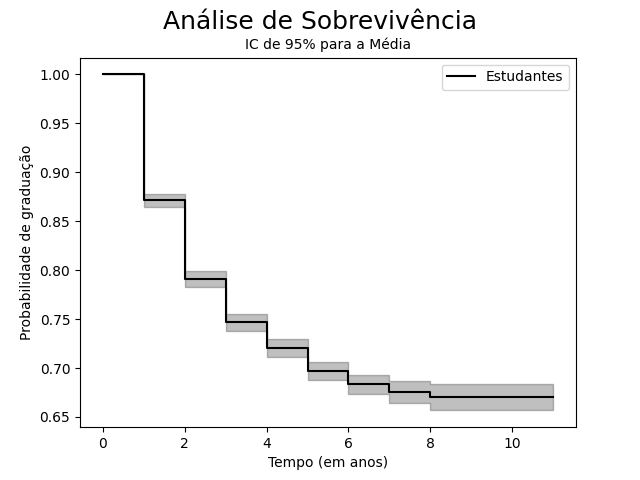 Análise de Sobrevivência
IC de 95% para a Média
Estudantes
Probabilidade de graduação
1.00
0.95
0.90
0.85
0.80
0.75
0.70
0.65
0 2 4 6 8 10
Tempo (em anos)